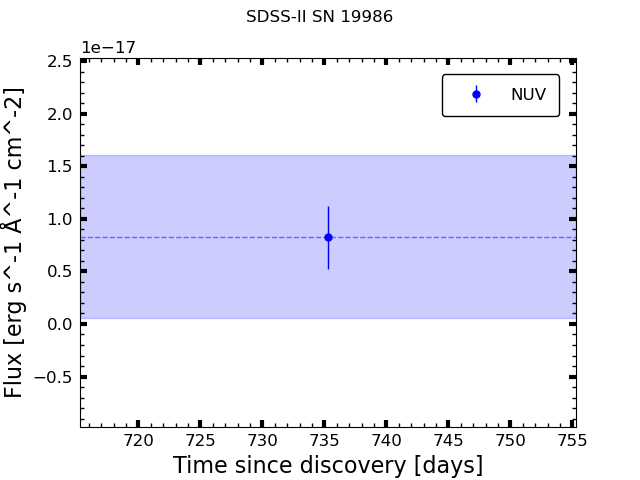 SDSS-II SN 19986
1e−17
NUV
2.5
2.0
1.5
1.0
0.5
0.0
−0.5
Flux [erg s^-1 Å^-1 cm^-2]
720 725 730 735 740 745 750 755
Time since discovery [days]